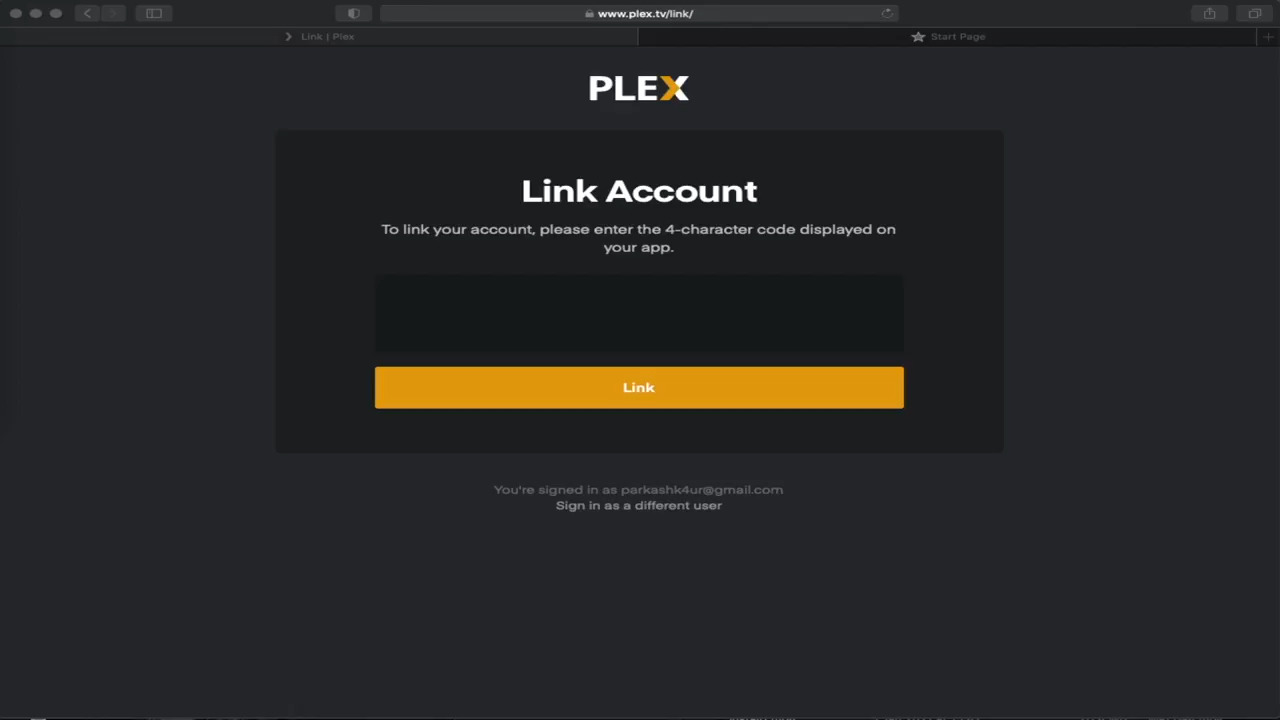 www.plex.tv/link/
Link | Plex
Start Page
PLEX
Link Account
To link your account, please enter the 4-character code displayed on
your app.
Link
You're signed in as parkashk4ur@gmail.com
Sign in as a different user